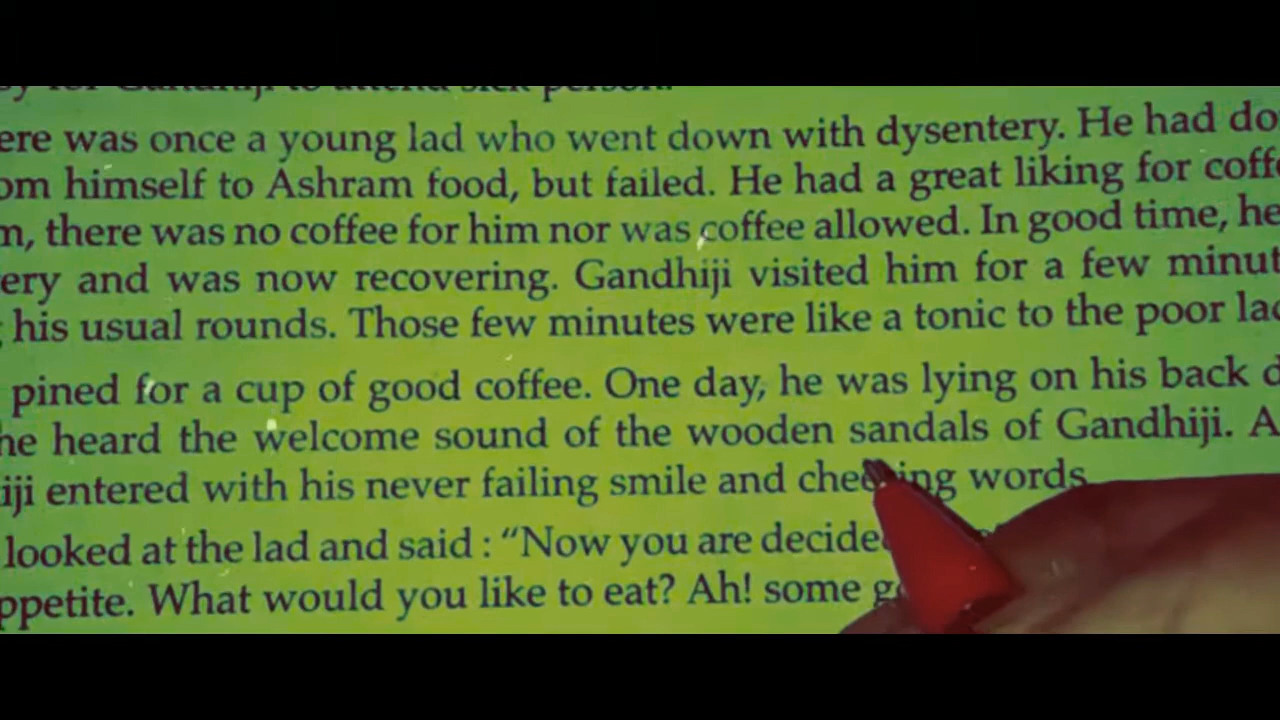 ere was once a young lad who went down with dysentery. He had do
om himself to Ashram food, but failed. He had a great liking for coff
m, there was no coffee for him nor was coffee allowed. In good time, he
ery and was now recovering. Gandhiji visited him for a few minut
his usual rounds. Those few minutes were like a tonic to the poor lad
pined for a cup of good coffee. One day, he was lying on his back d
he heard the welcome sound of the wooden sandals of Gandhiji. A
iji entered with his never failing smile and cheering words
looked at the lad and said : “Now you are decide
ppetite. What would you like to eat? Ah! some g